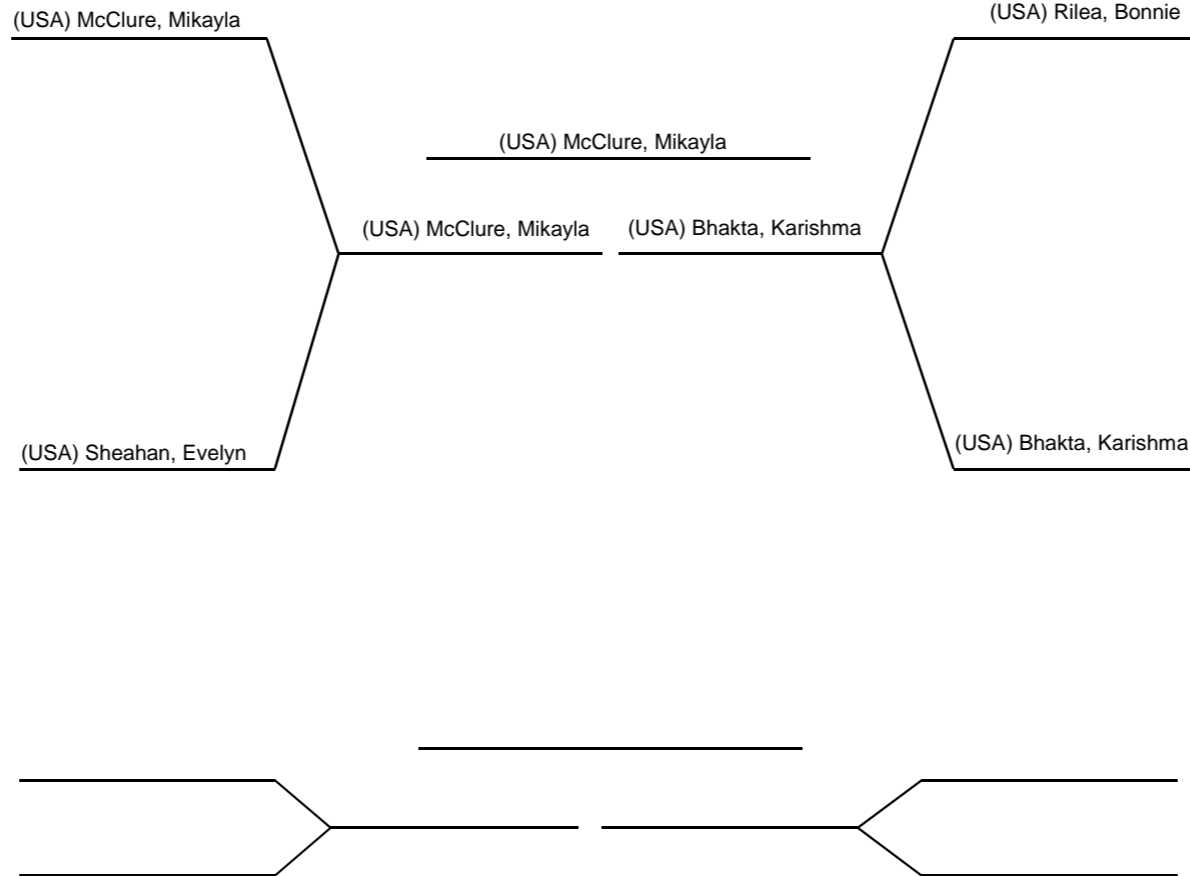 (USA) McClure, Mikayla
(USA) Rilea, Bonnie
(USA) McClure, Mikayla
(USA) McClure, Mikayla
(USA) Bhakta, Karishma
(USA) Sheahan, Evelyn
(USA) Bhakta, Karishma